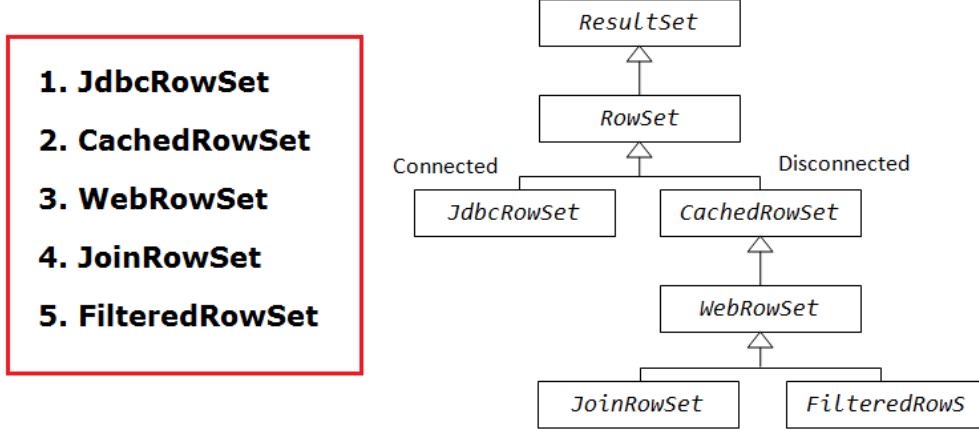 1. JdbcRowSet
2. CachedRowSet
3. WebRowSet
4. JoinRowSet
5. FilteredRowSet
ResultSet
RowSet
Connected
Disconnected
JdbcRowSet
CachedRowSet
WebRowSet
JoinRowSet
FilteredRowS